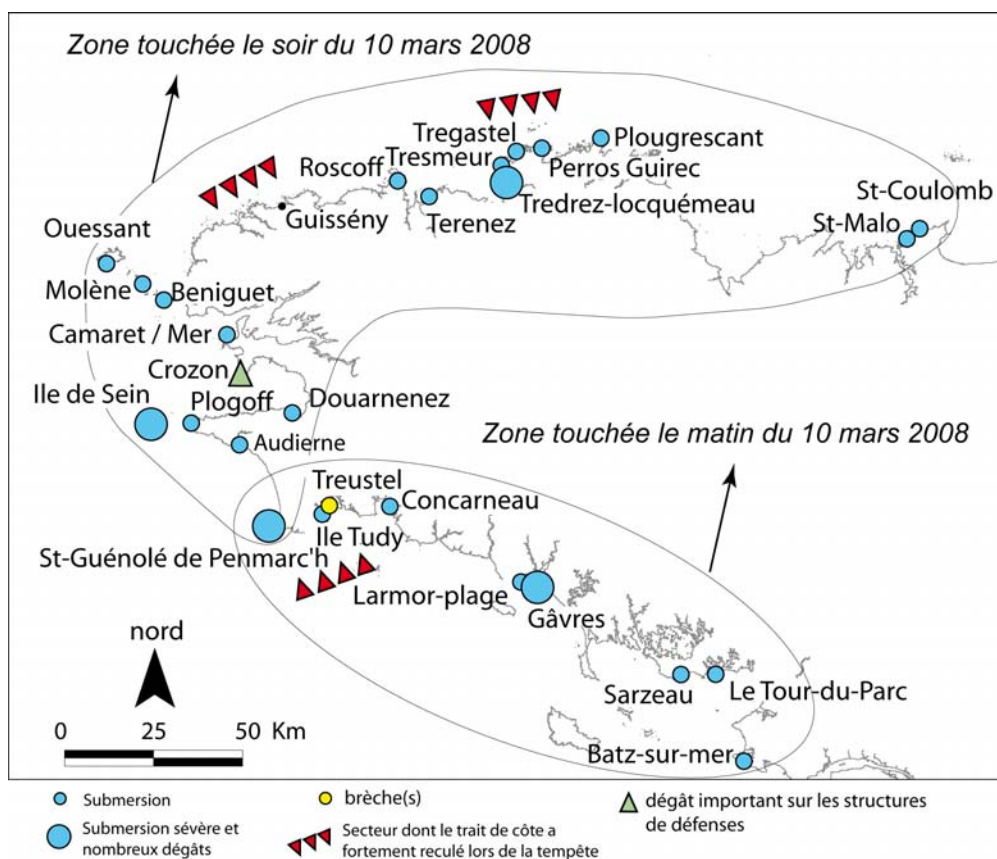 Zone touchée le soir du 10 mars 2008
Tregastel
Plougrescant
Roscoff
Tresmeur
Perros Guirec
St-Coulomb
Guissény
Terenez
Tredrez-locquémeau
St-Malo
Ouessant
Molène
Beniguet
Camaret / Mer
Crozon
Ile de Sein
Plogoff
Douarnenez
Audierne
Zone touchée le matin du 10 mars 2008
Treustel
Concarneau
Ile Tudy
St-Guénolé de Penmarc'h
Larmor-plage
Gâvres
nord
Sarzeau
Le Tour-du-Parc
0 25 50 Km
Batz-sur-mer
Submersion
brèche(s)
dégât important sur les structures
de défenses
Submersion sévère et
nombreux dégâts
Secteur dont le trait de côte a
fortement reculé lors de la tempête